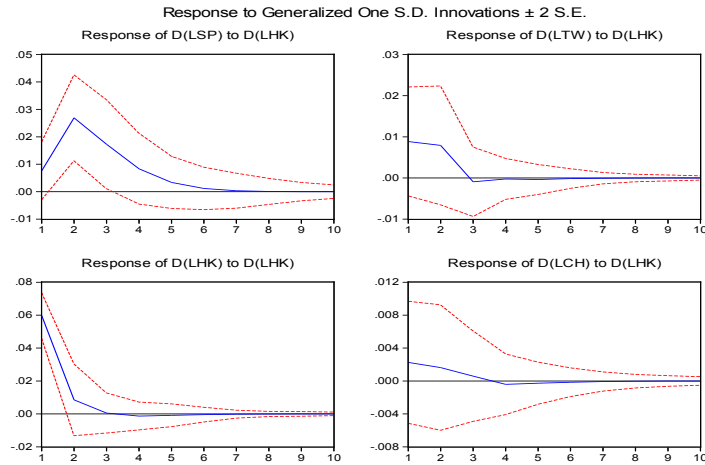 Response to Generalized One S.D. Innovations ± 2 S.E.
Response of D(LSP) to D(LHK)
.05
.04
.03
.02
.01
.00
-.01
1 2 3 4 5 6 7 8 9 10
Response of D(LTW) to D(LHK)
.03
.02
.01
.00
-.01
1 2 3 4 5 6 7 8 9 10
Response of D(LHK) to D(LHK)
.08
.06
.04
.02
.00
-.02
1 2 3 4 5 6 7 8 9 10
Response of D(LCH) to D(LHK)
.012
.008
.004
.000
-.004
-.008
1 2 3 4 5 6 7 8 9 10